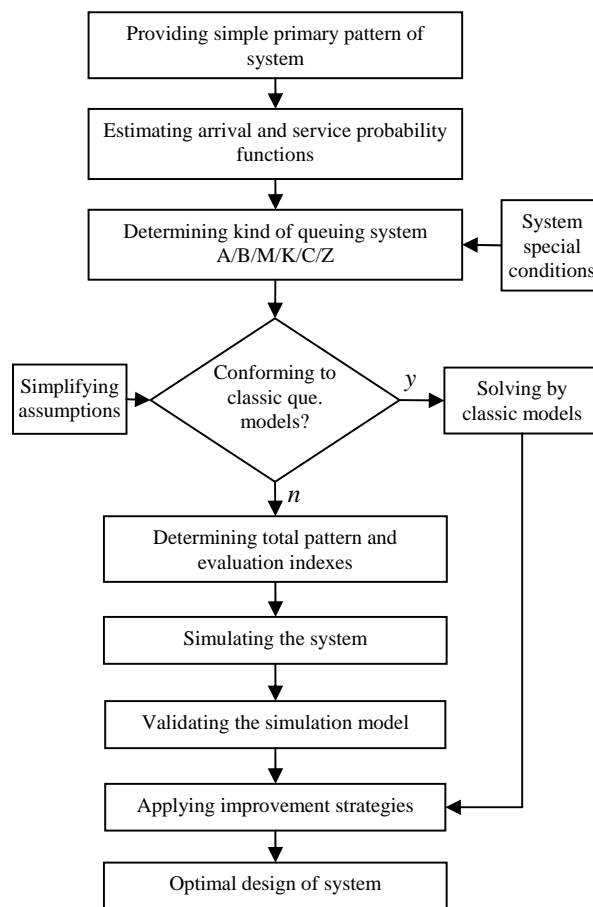 Providing simple primary pattern of
system
Estimating arrival and service probability
functions
Determining kind of queuing system
A/B/M/K/C/Z
System
special
conditions
Simplifying
assumptions
Conforming to
classic que.
models?
y
Solving by
classic models
n
Determining total pattern and
evaluation indexes
Simulating the system
Validating the simulation model
Applying improvement strategies
Optimal design of system